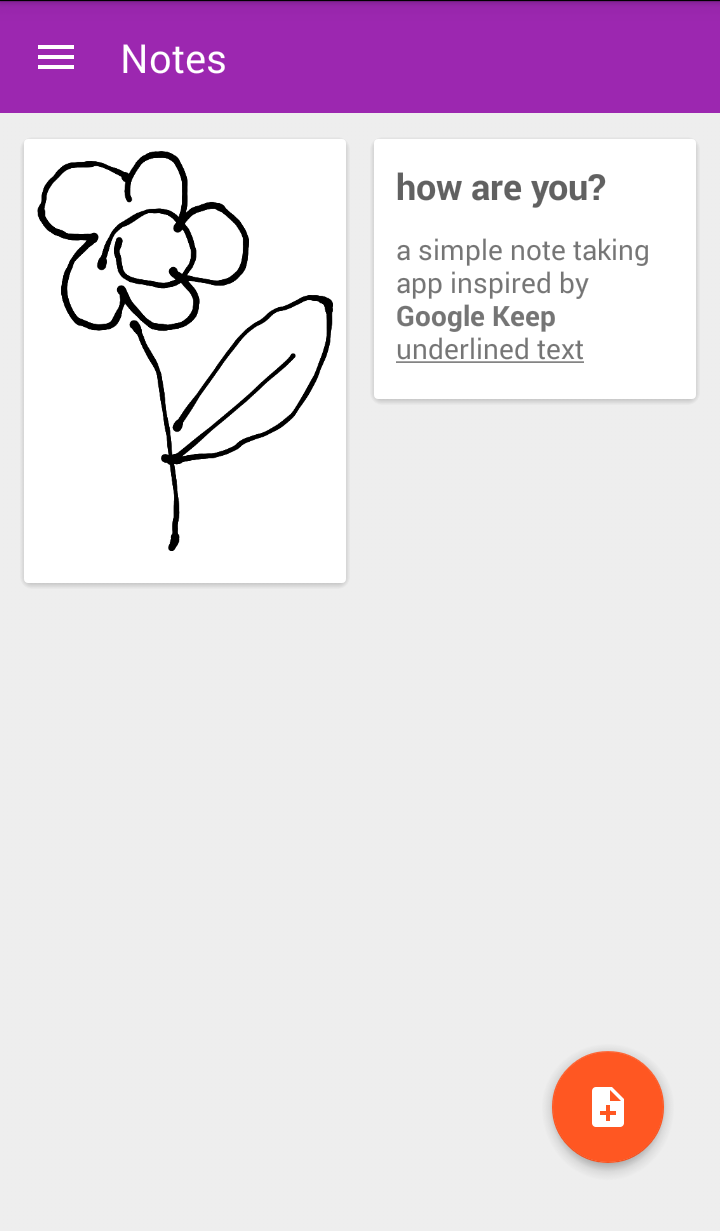 Notes
how are you?
a simple note taking
app inspired by
Google Keep
underlined text